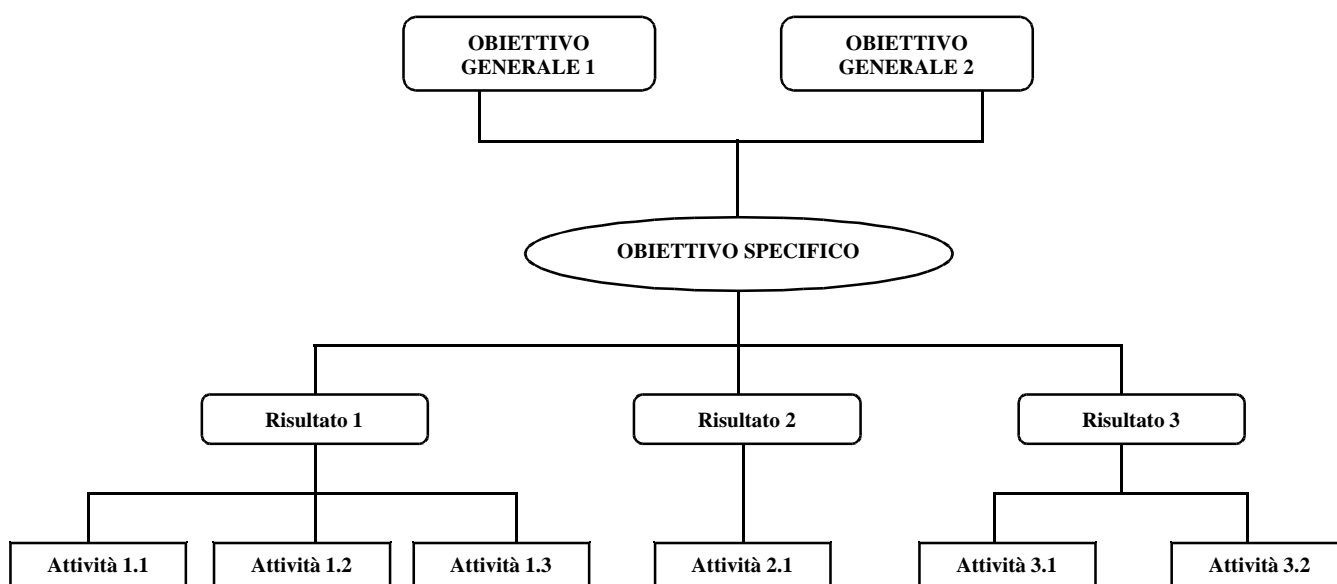 OBIETTIVO
GENERALE 1
OBIETTIVO
GENERALE 2
OBIETTIVO SPECIFICO
Risultato 1
Risultato 2
Risultato 3
Attività 1.1
Attività 1.2
Attività 1.3
Attività 2.1
Attività 3.1
Attività 3.2